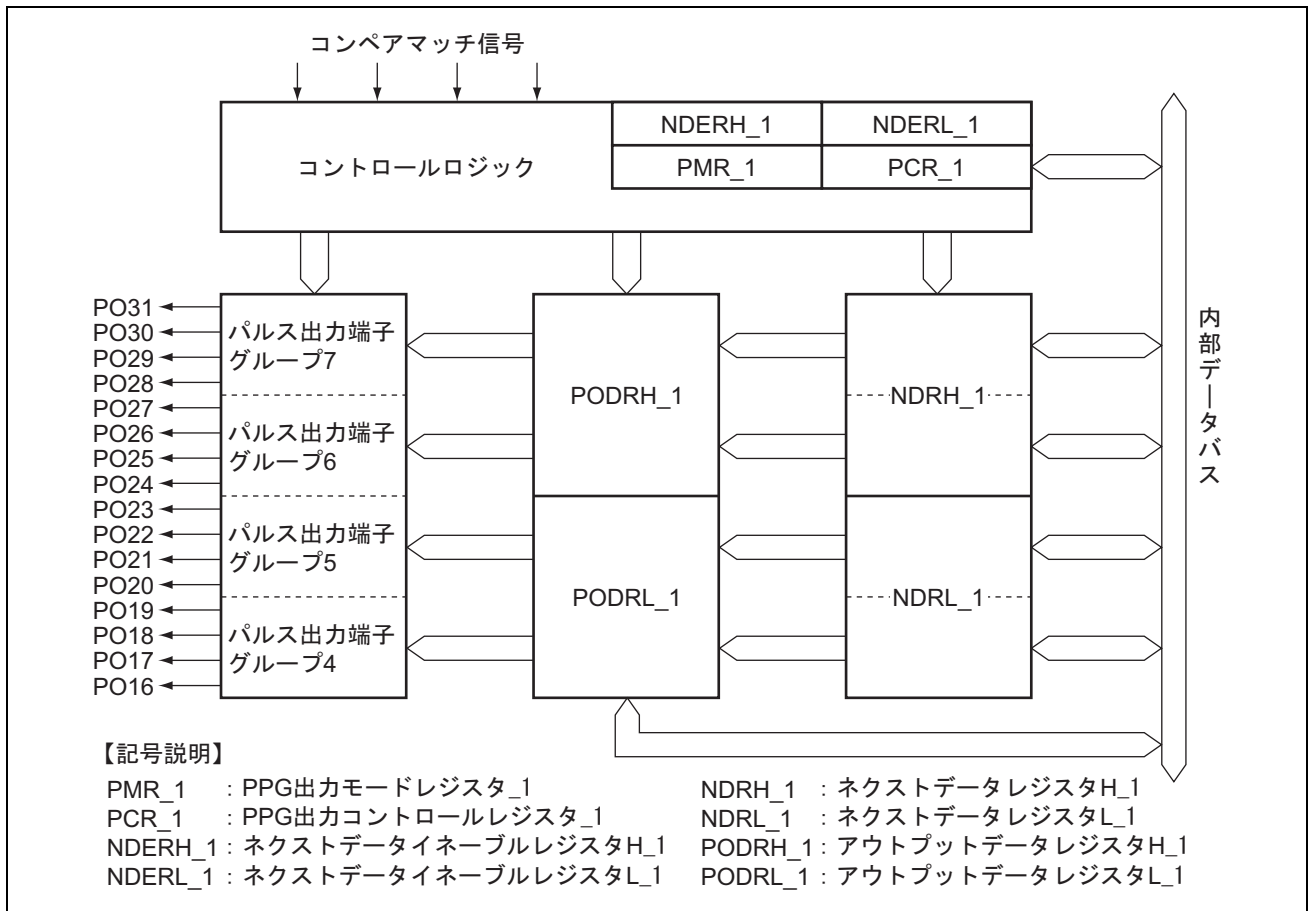 コンペアマッチ信号
コントロールロジック
NDERH_1
NDERL_1
PMR_1
PCR_1
PO31
PO30
PO29
PO28
PO27
PO26
PO25
PO24
PO23
PO22
PO21
PO20
PO19
PO18
PO17
PO16
パルス出力端子
グループ7
パルス出力端子
グループ6
パルス出力端子
グループ5
パルス出力端子
グループ4
PODRH_1
PODRL_1
NDRH_1
NDRL_1
内部データバス
【記号説明】
PMR_1 : PPG出力モードレジスタ_1
PCR_1 : PPG出力コントロールレジスタ_1
NDERH_1 : ネクストデータイネーブルレジスタH_1
NDERL_1 : ネクストデータイネーブルレジスタL_1
NDRH_1 : ネクストデータレジスタH_1
NDRL_1 : ネクストデータレジスタL_1
PODRH_1 : アウトプットデータレジスタH_1
PODRL_1 : アウトプットデータレジスタL_1